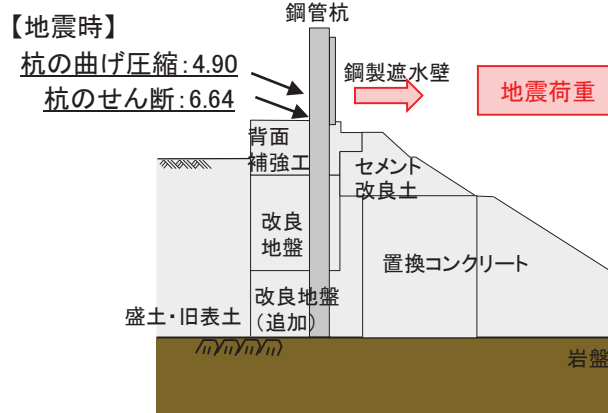 鋼管杭
【地震時】
杭の曲げ圧縮：4.90
杭のせん断：6.64
鋼製遮水壁
地震荷重
背面
補強工
セメント
改良土
改良
地盤
置換コンクリート
改良地盤
（追加）
盛土・旧表土
岩盤